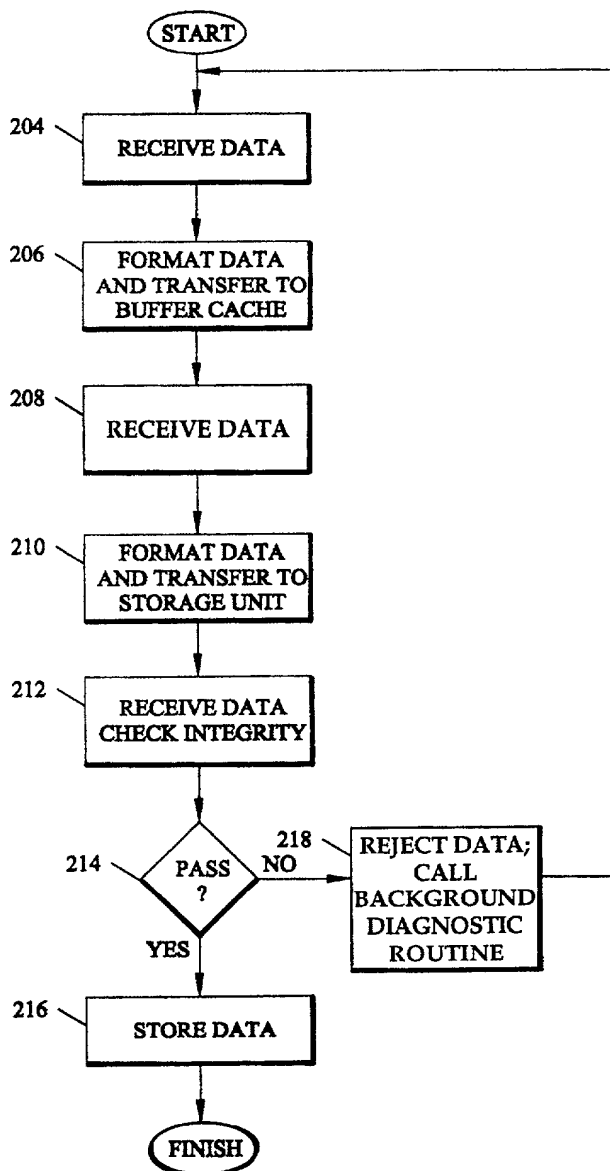 START
204
RECEIVE DATA
206
FORMAT DATA
AND TRANSFER TO
BUFFER CACHE
208
RECEIVE DATA
210
FORMAT DATA
AND TRANSFER TO
STORAGE UNIT
212
RECEIVE DATA
CHECK INTEGRITY
214
PASS
?
NO
YES
218
REJECT DATA;
CALL
BACKGROUND
DIAGNOSTIC
ROUTINE
216
STORE DATA
FINISH